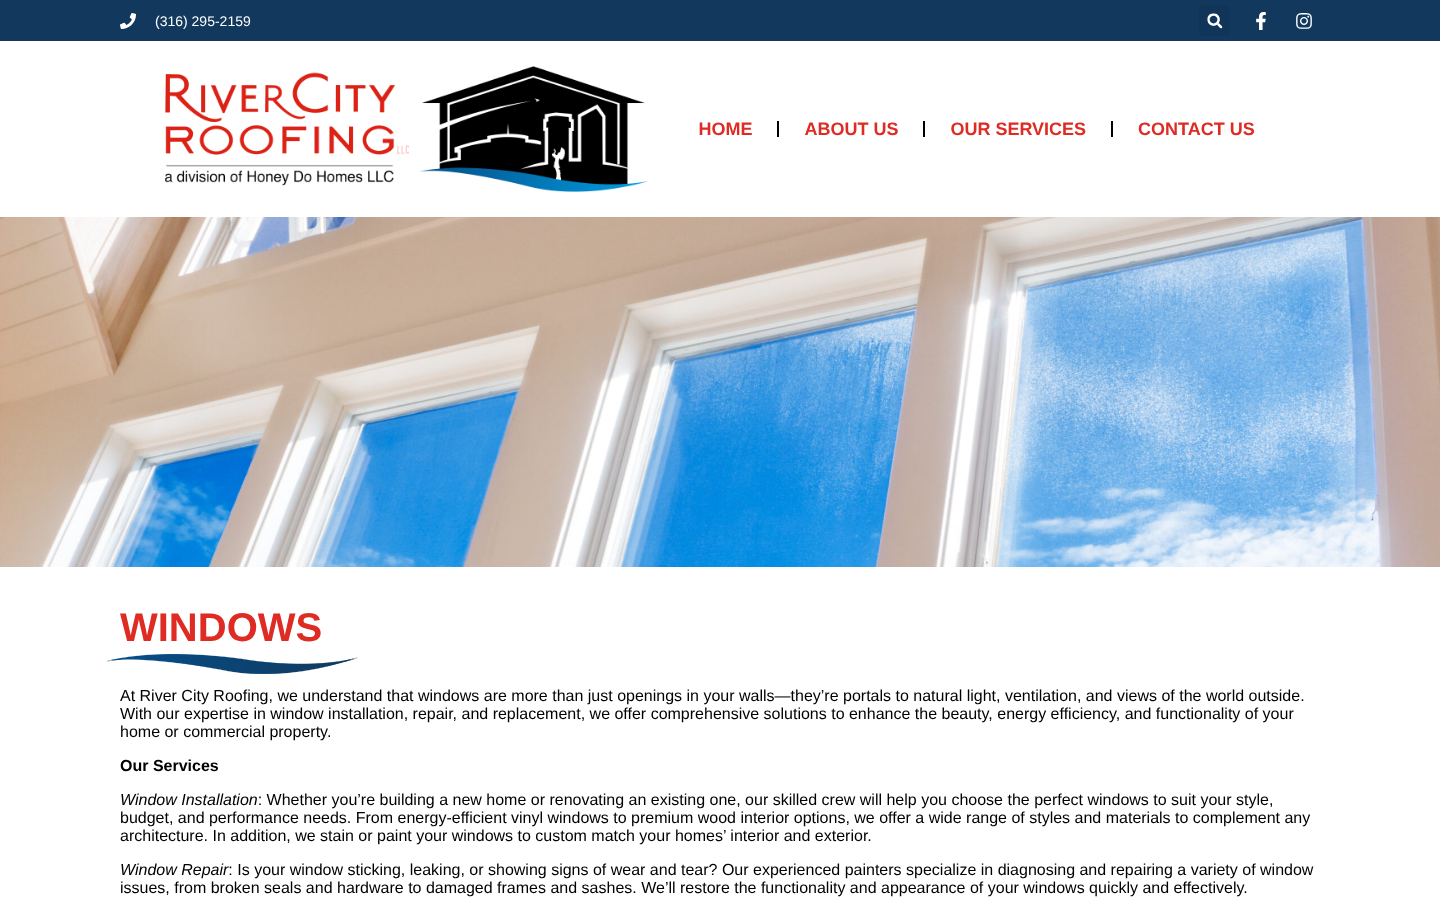 (316) 295-2159
RIVERCITY
ROOFING LLC
a division of Honey Do Homes LLC
HOME
ABOUT US
OUR SERVICES
CONTACT US
WINDOWS
At River City Roofing, we understand that windows are more than just openings in your walls—they’re portals to natural light, ventilation, and views of the world outside.
With our expertise in window installation, repair, and replacement, we offer comprehensive solutions to enhance the beauty, energy efficiency, and functionality of your
home or commercial property.
Our Services
Window Installation: Whether you’re building a new home or renovating an existing one, our skilled crew will help you choose the perfect windows to suit your style,
budget, and performance needs. From energy-efficient vinyl windows to premium wood interior options, we offer a wide range of styles and materials to complement any
architecture. In addition, we stain or paint your windows to custom match your homes’ interior and exterior.
Window Repair: Is your window sticking, leaking, or showing signs of wear and tear? Our experienced painters specialize in diagnosing and repairing a variety of window
issues, from broken seals and hardware to damaged frames and sashes. We’ll restore the functionality and appearance of your windows quickly and effectively.